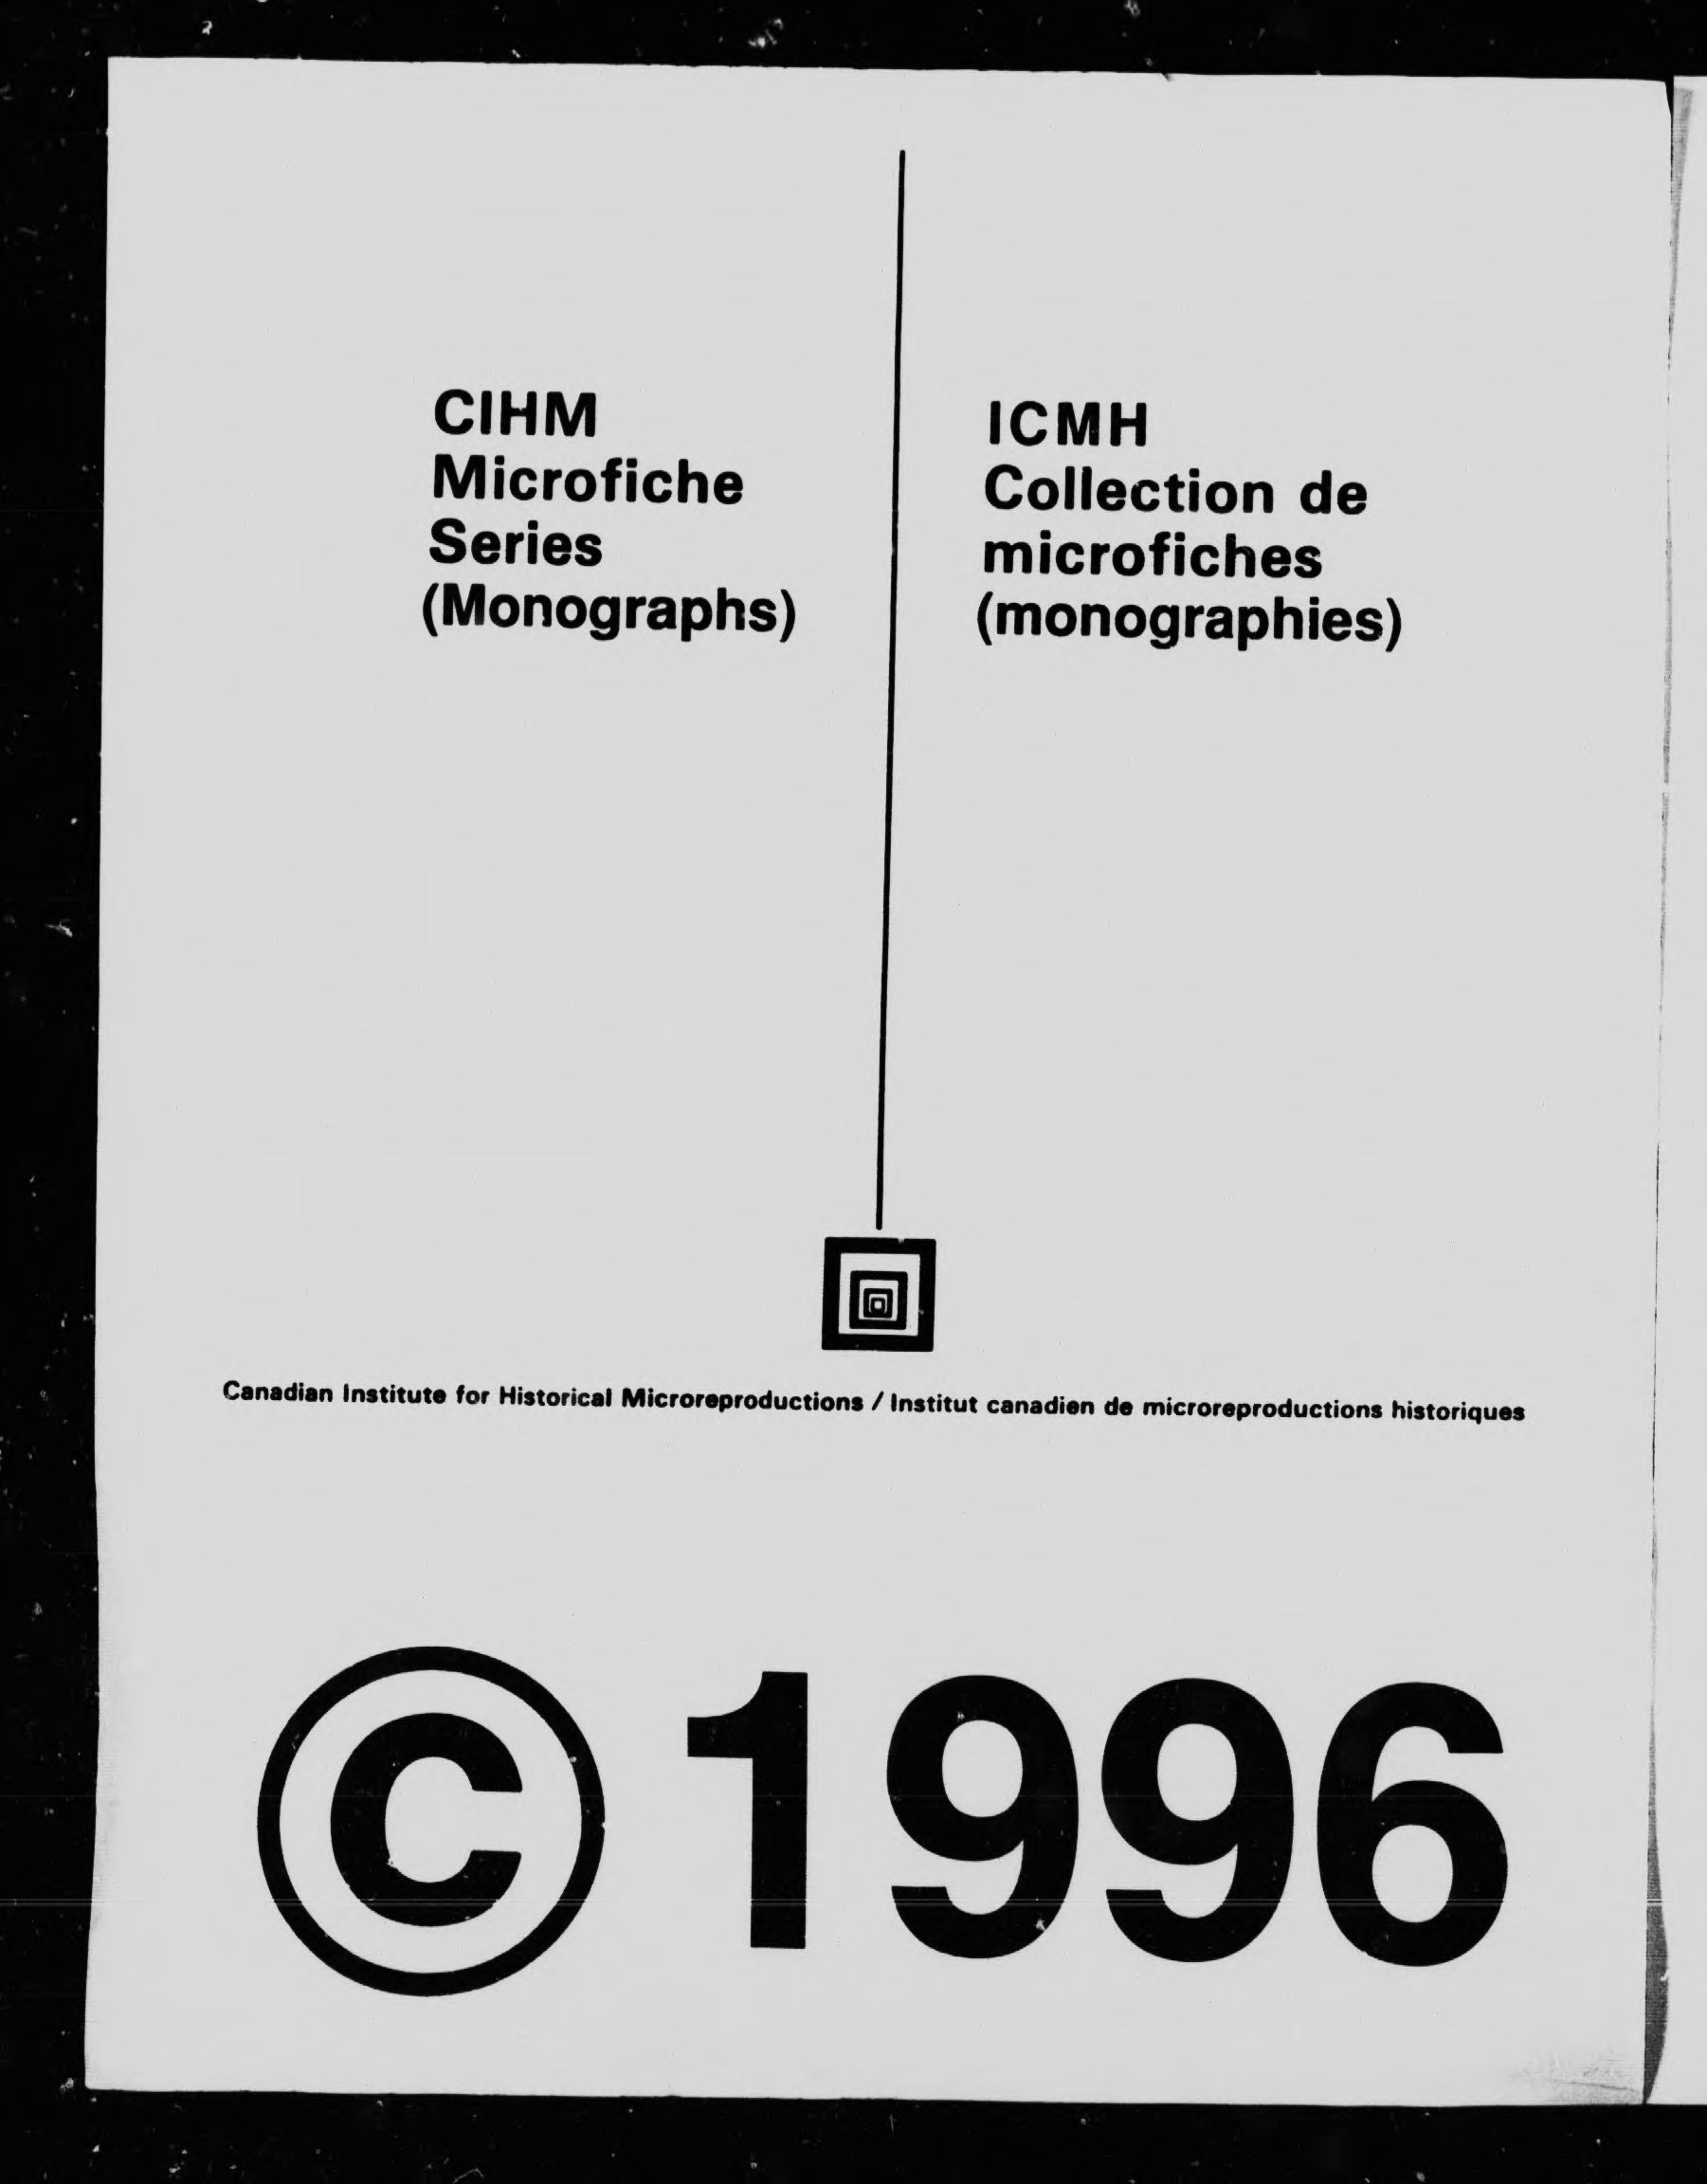 CIHM
Microfiche
Series
(Monographs)
ICMH
Collection de
microfiches
(monographies)
Canadian Institute for Historical Microreproductions / Institut canadien de microreproductions historiques
© 1996